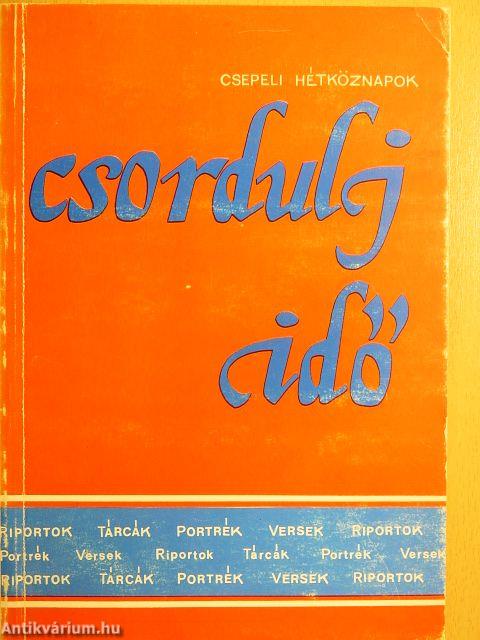 CSEPELI HÉTKÖZNAPOK
csordulj
idő
RIPORTOK TÁRCÁK PORTRÉK VERSEK RIPORTOK
Portrék Versek Riportok Tárcák Portrék Versek
RIPORTOK TÁRCÁK PORTRÉK VERSEK RIPORTOK
Antikvárium.hu